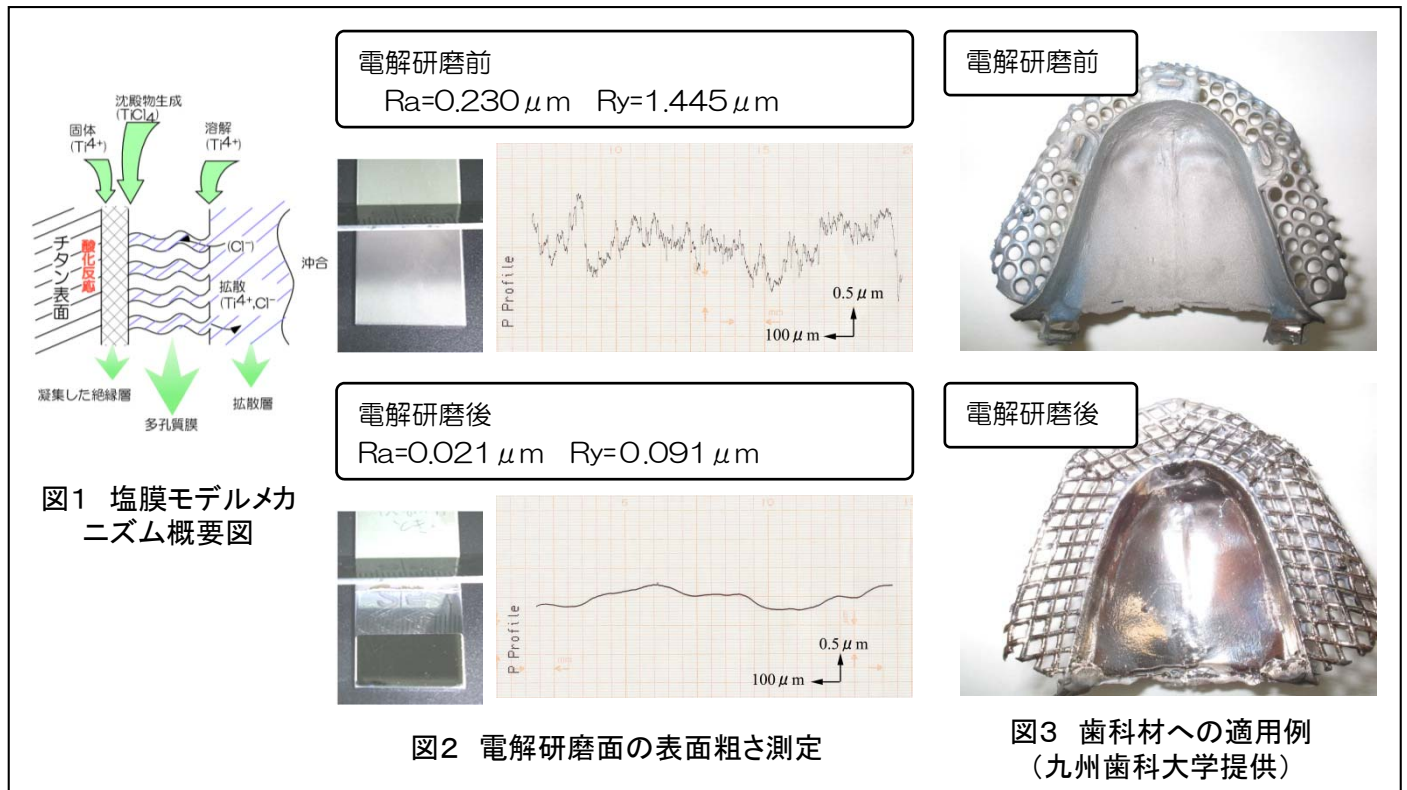 沈殿物生成
(TiCl4)
固体
(Ti4+)
溶解
(Ti4+)
チタン表面
酸化反応
(Cl−)
拡散
(Ti4+,Cl−
沖合
凝集した絶縁層
多孔質膜
拡散層
図1 塩膜モデルメカ
ニズム概要図
電解研磨前
Ra=0.230μm Ry=1.445μm
10
15
P Profile
0.5μm
100μm
電解研磨後
Ra=0.021μm Ry=0.091μm
5
10
P Profile
0.5μm
100μm
図2 電解研磨面の表面粗さ測定
電解研磨前
電解研磨後
図3 歯科材への適用例
（九州歯科大学提供）